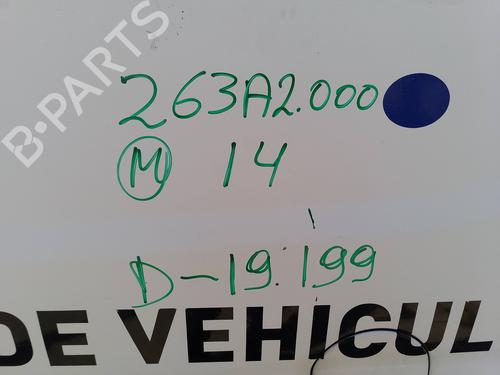 B-PARTS
263A2.000
M 14
D-19.199
DE VEHICUL